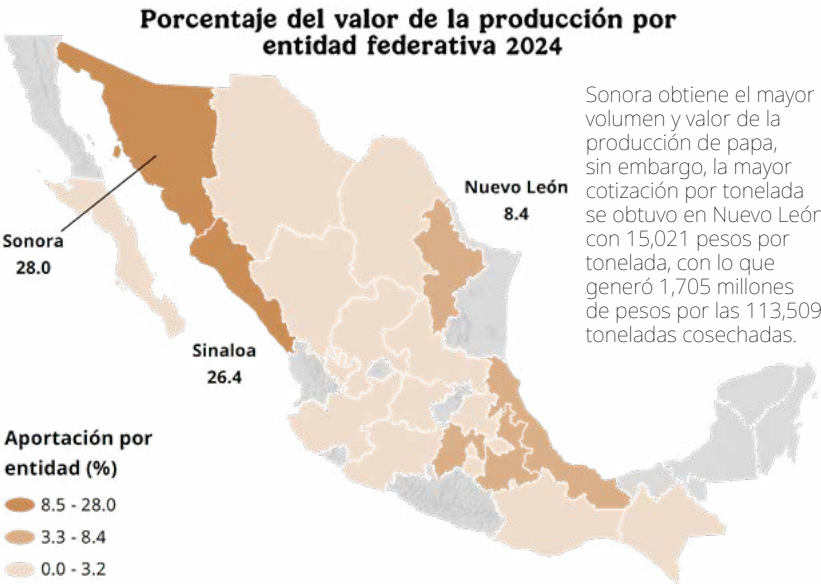 Porcentaje del valor de la producción por
entidad federativa 2024
Sonora obtiene el mayor
volumen y valor de la
producción de papa,
sin embargo, la mayor
cotización por tonelada
se obtuvo en Nuevo León
con 15,021 pesos por
tonelada, con lo que
generó 1,705 millones
de pesos por las 113,509
toneladas cosechadas.
Nuevo León
8.4
Sonora
28.0
Sinaloa
26.4
Aportación por
entidad (%)
8.5 - 28.0
3.3 - 8.4
0.0 - 3.2